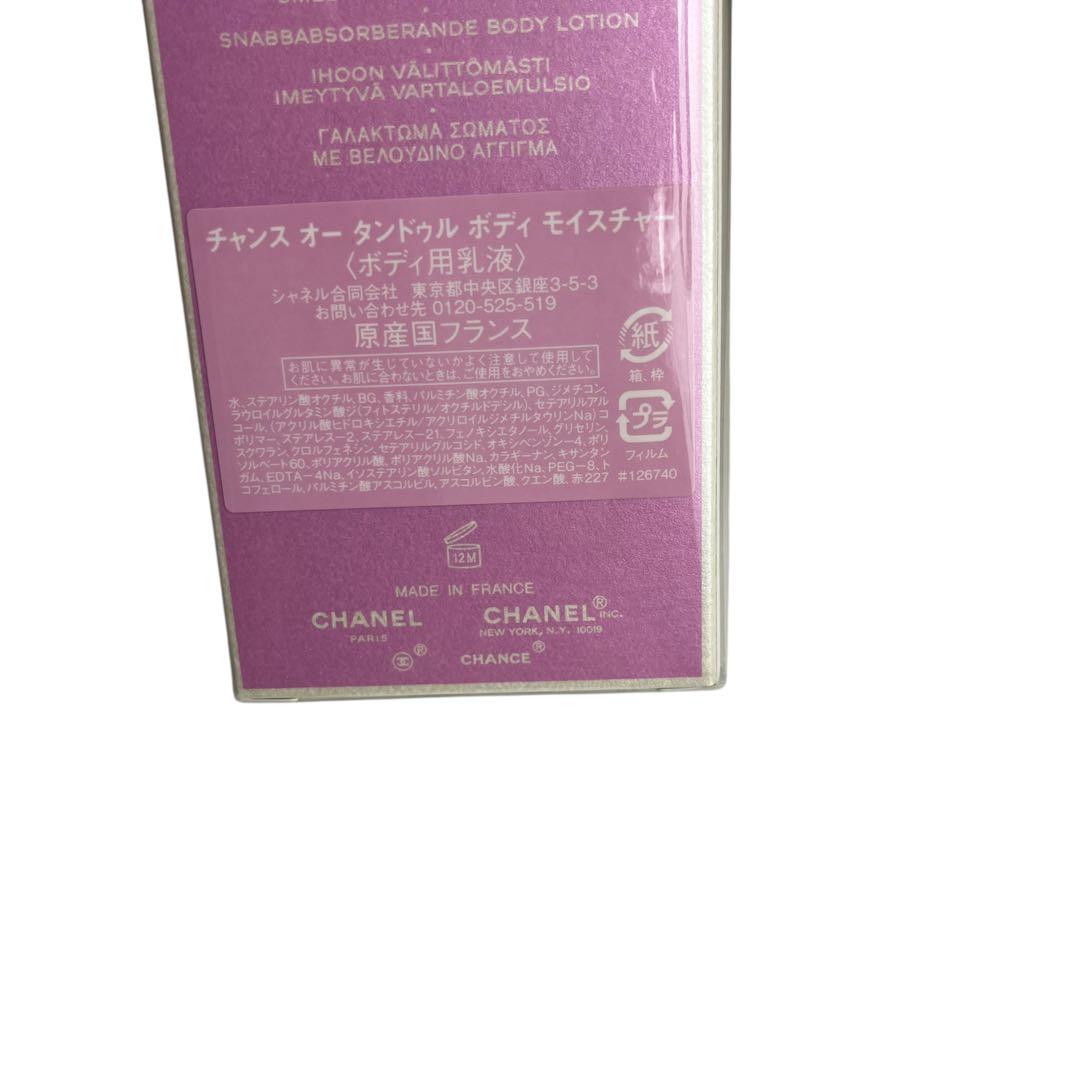 SNABBABSORBERANDE BODY LOTION
IHOON VÄLITTÖMÄSTI
IMEYTYVÄ VARTALOEMULSIO
ΓΑΛΑΚΤΩΜΑ ΣΩΜΑΤΟΣ
ΜΕ ΒΕΛΟΥΔΙΝΟ ΑΓΓΙΓΜΑ
チャンス オー タンドゥル ボディ モイスチャー
〈ボディ用乳液〉
シャネル合同会社 東京都中央区銀座3-5-3
お問い合わせ先 0120-525-519
原産国フランス
お肌に異常が生じていないかよく注意して使用して
ください。お肌に合わないときは、ご使用をおやめください。
水、ステアリン酸オクチル、BG、香料、パルミチン酸オクチル、PG、ジメチコン、
ラウロイルグルタミン酸ジ(フィトステリル/オクチルドデシル)、セテアリルアル
コール、(アクリル酸ヒドロキシエチル/アクリロイルジメチルタウリンNa)コ
ポリマー、ステアレス-2、ステアレス-21、フェノキシエタノール、グリセリン、
スクワラン、クロルフェネシン、セテアリルグルコシド、オキシベンゾン-4、ポリ
ソルベート60、ポリアクリル酸、ポリアクリル酸Na、カラギーナン、キサンタン
ガム、EDTA-4Na、イソステアリン酸ソルビタン、水酸化Na、PEG-8、ト
コフェロール、パルミチン酸アスコルビル、アスコルビン酸、クエン酸、赤227
紙
箱、枠
プラ
フィルム
#126740
12M
MADE IN FRANCE
CHANEL
PARIS
CHANEL® INC.
NEW YORK, N.Y. 10019
®
CHANCE®